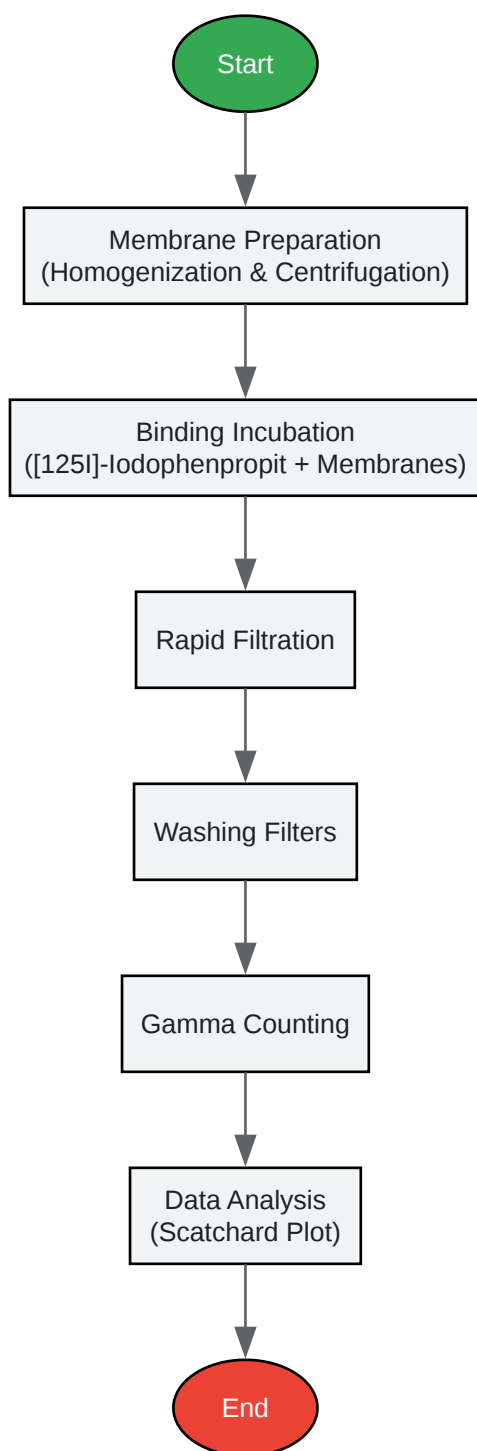 Start
Membrane Preparation
(Homogenization & Centrifugation)
Binding Incubation
([125I]-Iodophenpropit + Membranes)
Rapid Filtration
Washing Filters
Gamma Counting
Data Analysis
(Scatchard Plot)
End